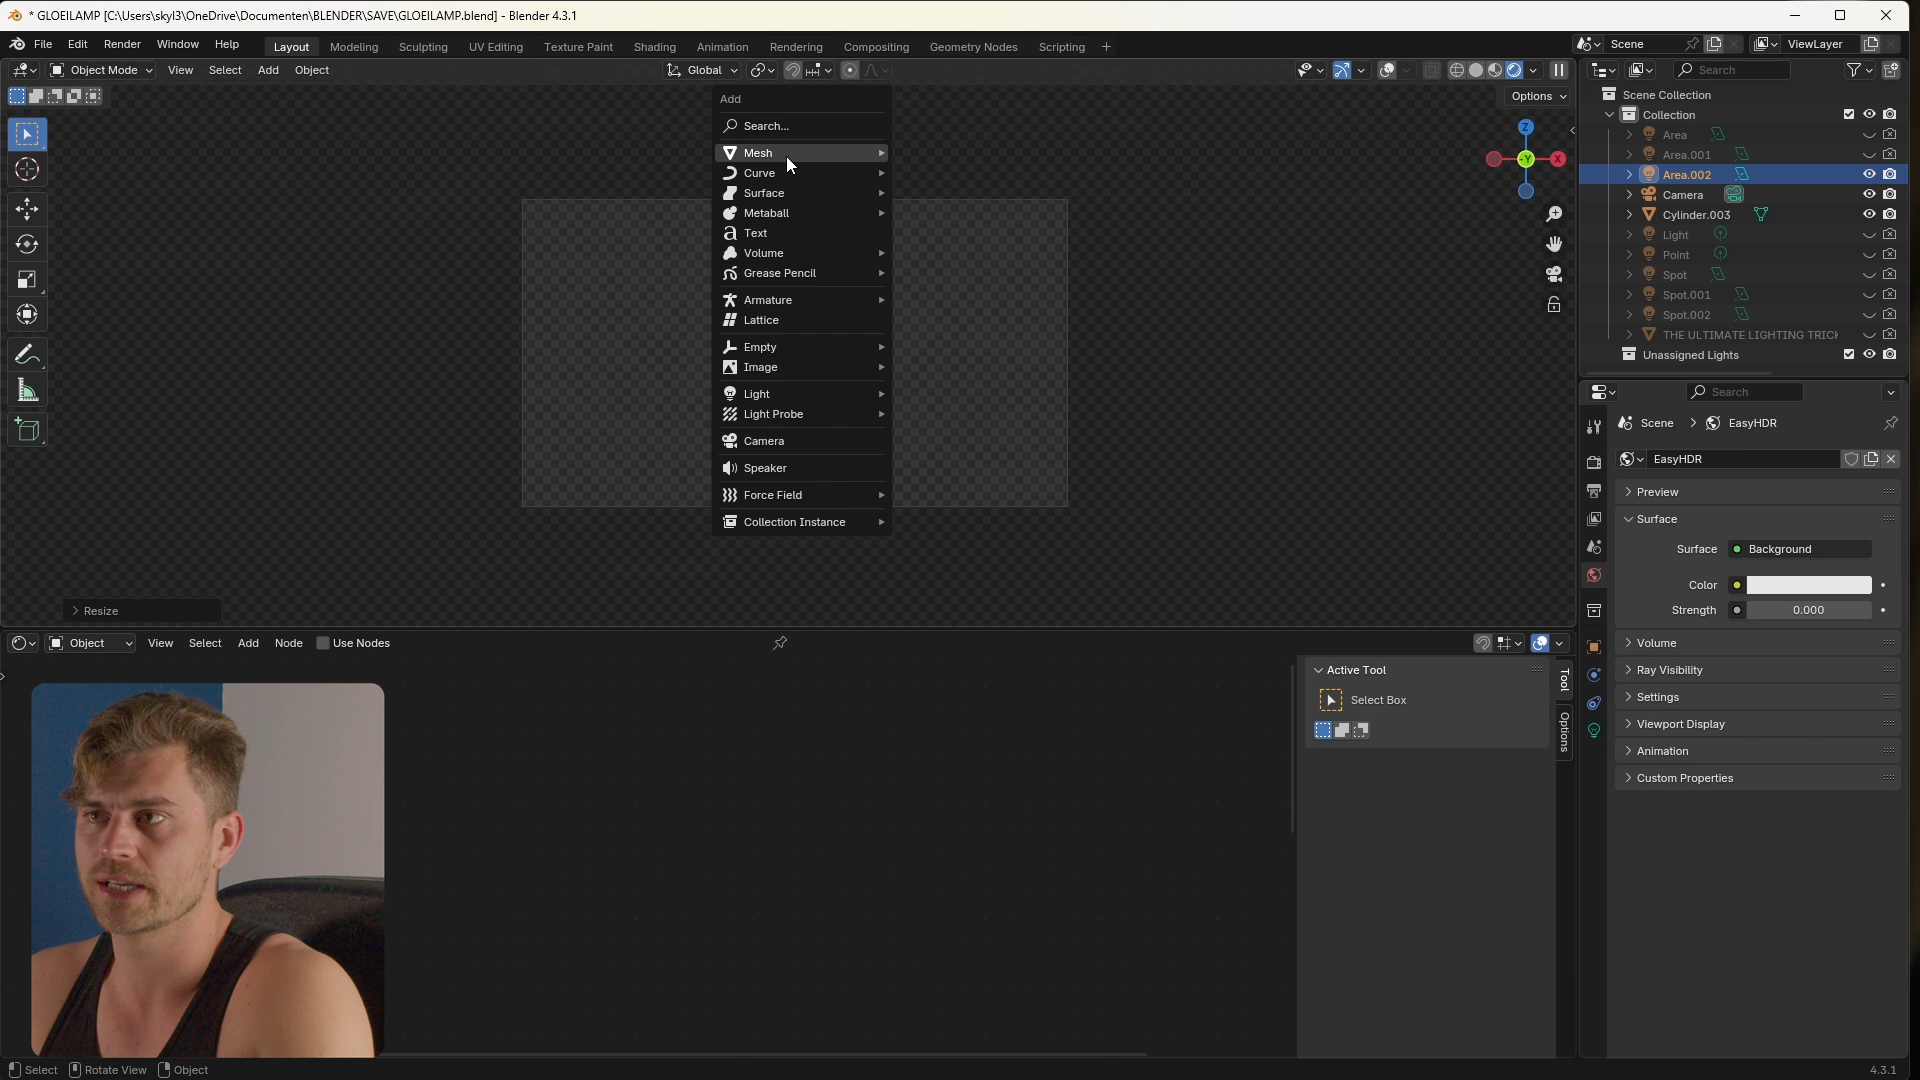 * GLOEILAMP [C:\Users\skyl3\OneDrive\Documenten\BLENDER\SAVE\GLOEILAMP.blend] - Blender 4.3.1
File Edit Render Window Help Layout Modeling Sculpting UV Editing Texture Paint Shading Animation Rendering Compositing Geometry Nodes Scripting + Scene ViewLayer
Object Mode View Select Add Object Global Search
Options
Add
Search...
Mesh
Curve
Surface
Metaball
Text
Volume
Grease Pencil
Armature
Lattice
Empty
Image
Light
Light Probe
Camera
Speaker
Force Field
Collection Instance
Z
-Y X
Resize
Scene Collection
Collection
Area
Area.001
Area.002
Camera
Cylinder.003
Light
Point
Spot
Spot.001
Spot.002
THE ULTIMATE LIGHTING TRICK
Unassigned Lights
Search
Scene > EasyHDR
EasyHDR
Preview
Surface
Surface Background
Color
Strength 0.000
Volume
Ray Visibility
Settings
Viewport Display
Animation
Custom Properties
Object View Select Add Node Use Nodes
Active Tool
Select Box
Tool
Options
Select Rotate View Object 4.3.1